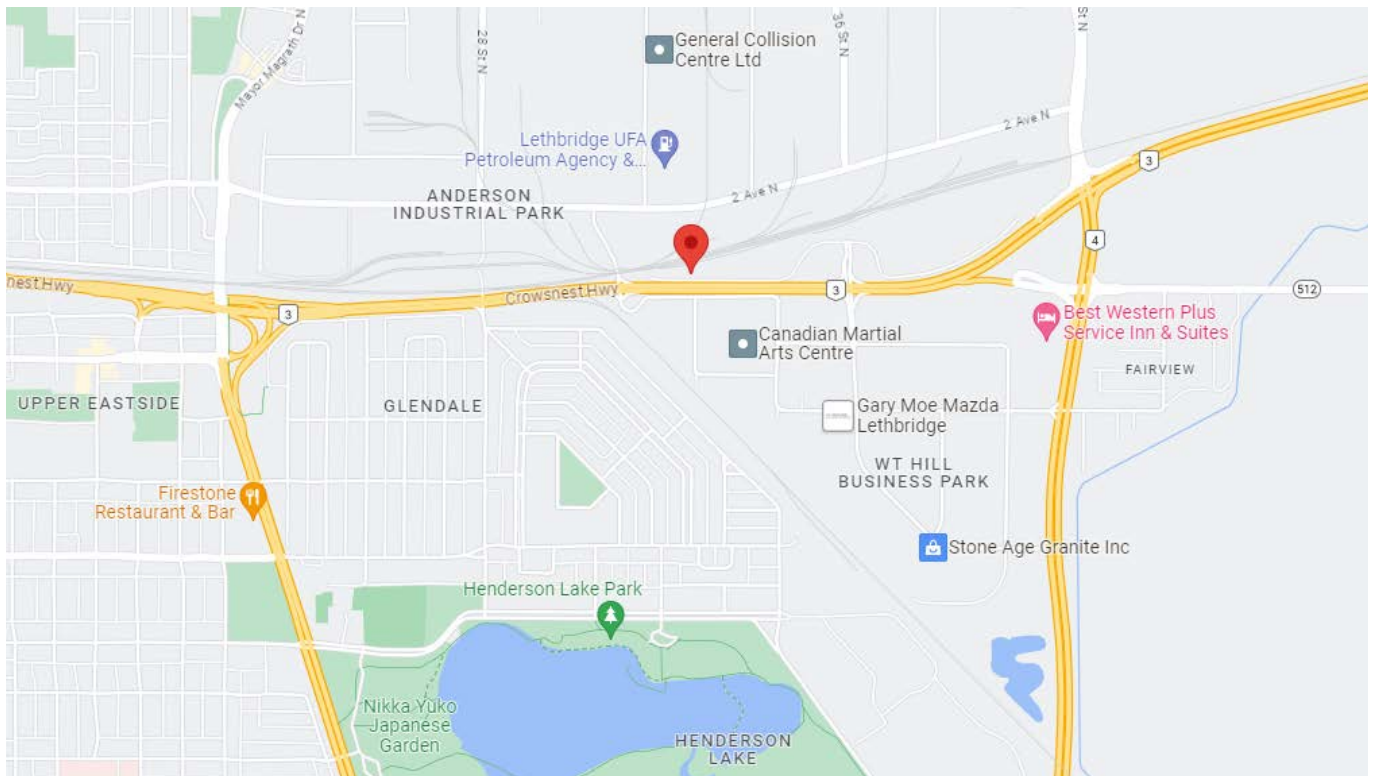 Mayor Magrath Dr N
28 St N
General Collision
Centre Ltd
36 St N
St N
Lethbridge UFA
Petroleum Agency &...
2 Ave N
3
ANDERSON
INDUSTRIAL PARK
2 Ave N
4
nest Hwy
3
Crowsnest Hwy
3
512
Canadian Martial
Arts Centre
Best Western Plus
Service Inn & Suites
FAIRVIEW
UPPER EASTSIDE
GLENDALE
Gary Moe Mazda
Lethbridge
WT HILL
BUSINESS PARK
Firestone
Restaurant & Bar
Stone Age Granite Inc
Henderson Lake Park
Nikka Yuko
Japanese
Garden
HENDERSON
LAKE